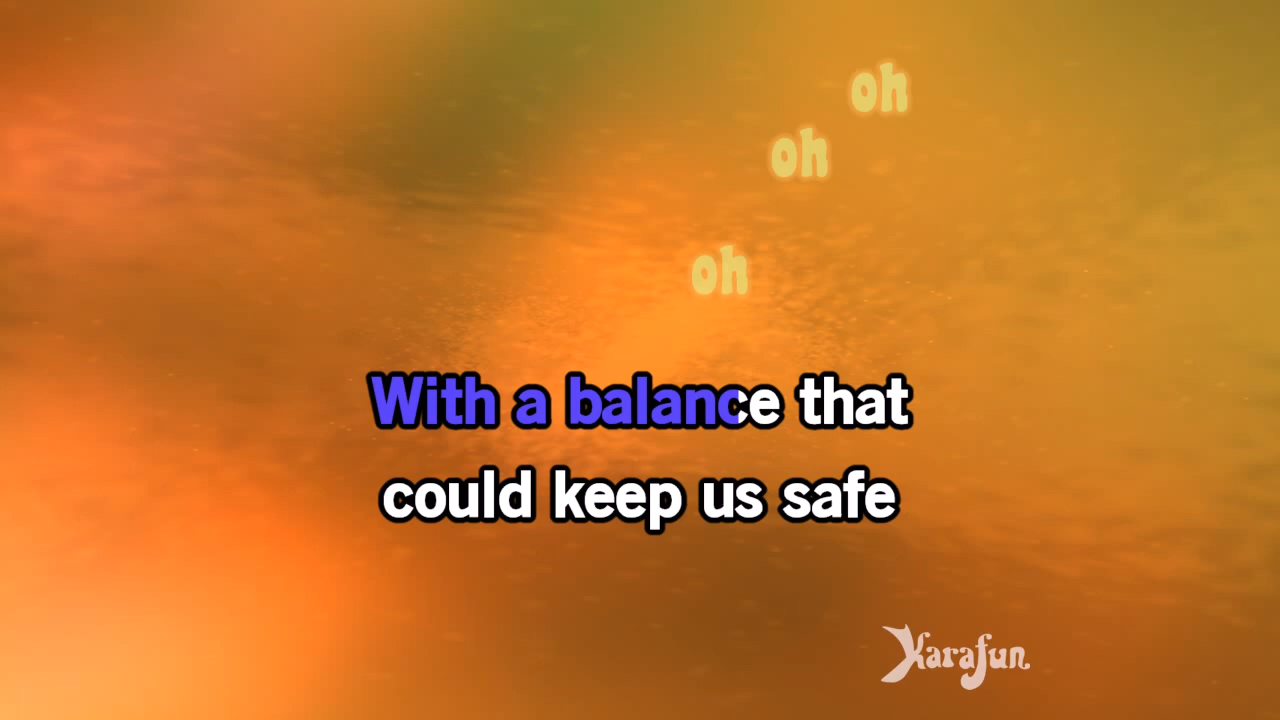 oh
oh
oh
With a balance that
could keep us safe
Karafun